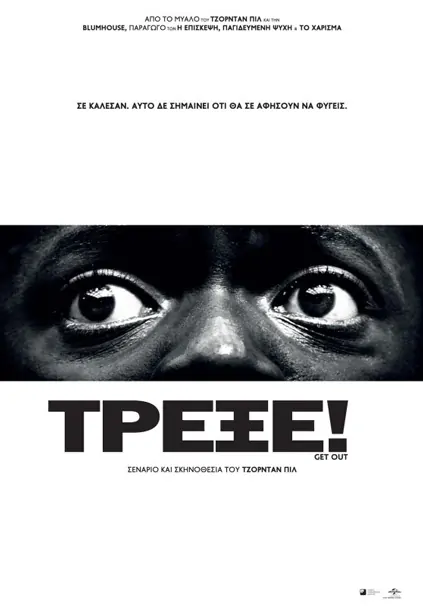 ΑΠΟ ΤΟ ΜΥΑΛΟ ΤΟΥ ΤΖΟΡΝΤΑΝ ΠΙΛ ΚΑΙ ΤΗΝ
BLUMHOUSE, ΠΑΡΑΓΩΓΟ ΤΩΝ Η ΕΠΙΣΚΕΨΗ, ΠΑΓΙΔΕΥΜΕΝΗ ΨΥΧΗ & ΤΟ ΧΑΡΙΣΜΑ
ΣΕ ΚΑΛΕΣΑΝ. ΑΥΤΟ ΔΕ ΣΗΜΑΙΝΕΙ ΟΤΙ ΘΑ ΣΕ ΑΦΗΣΟΥΝ ΝΑ ΦΥΓΕΙΣ.
ΤΡΕΞΕ!
GET OUT
ΣΕΝΑΡΙΟ ΚΑΙ ΣΚΗΝΟΘΕΣΙΑ ΤΟΥ ΤΖΟΡΝΤΑΝ ΠΙΛ